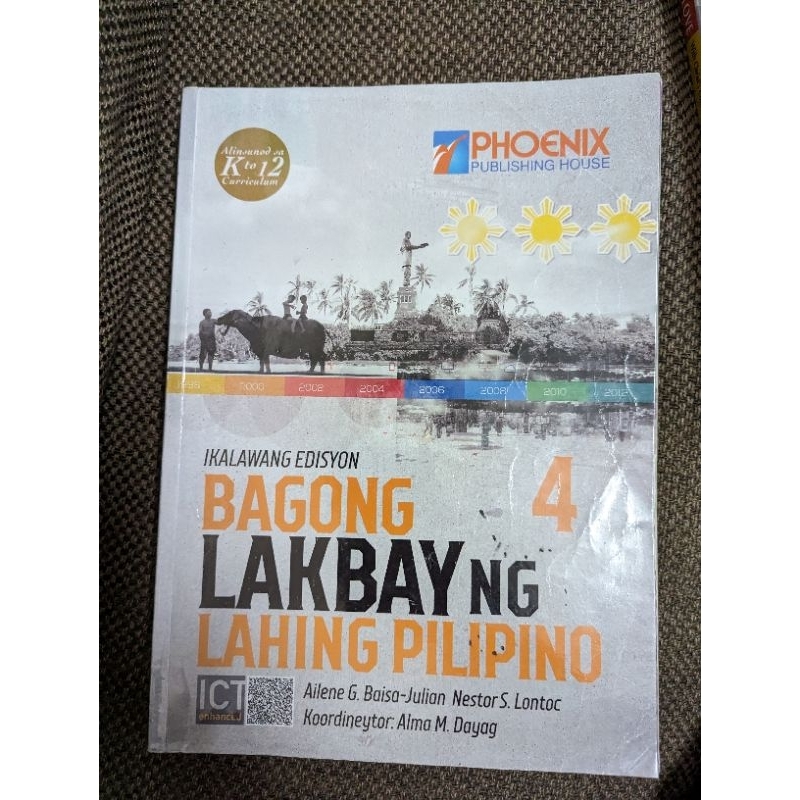 Alinsunod sa
K to 12
Curriculum
PHOENIX
PUBLISHING HOUSE
2000
2002
2004
2006
2008
2010
2012
IKALAWANG EDISYON
BAGONG 4
LAKBAY NG
LAHING PILIPINO
ICT
enhanced
Ailene G. Baisa-Julian Nestor S. Lontoc
Koordineytor: Alma M. Dayag